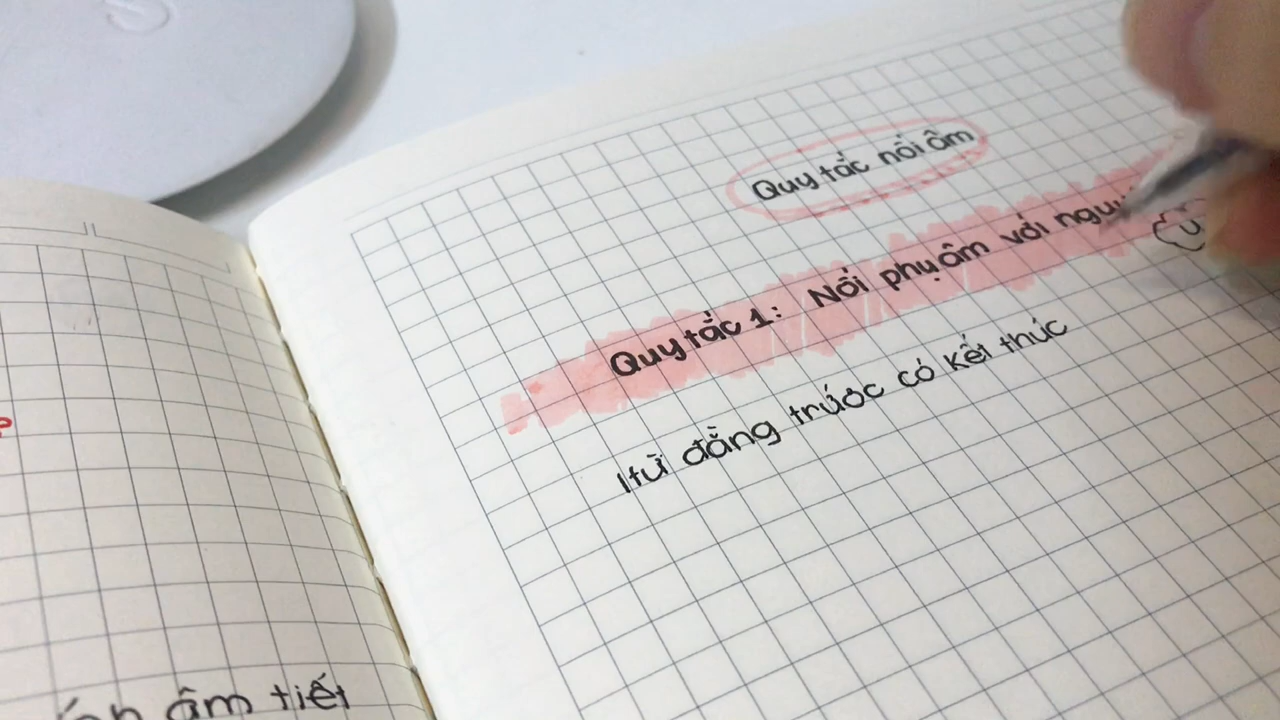 âm tiết
Quy tắc nối âm
Quy tắc 1: Nối phụ âm với
1 từ đằng trước có kết thúc